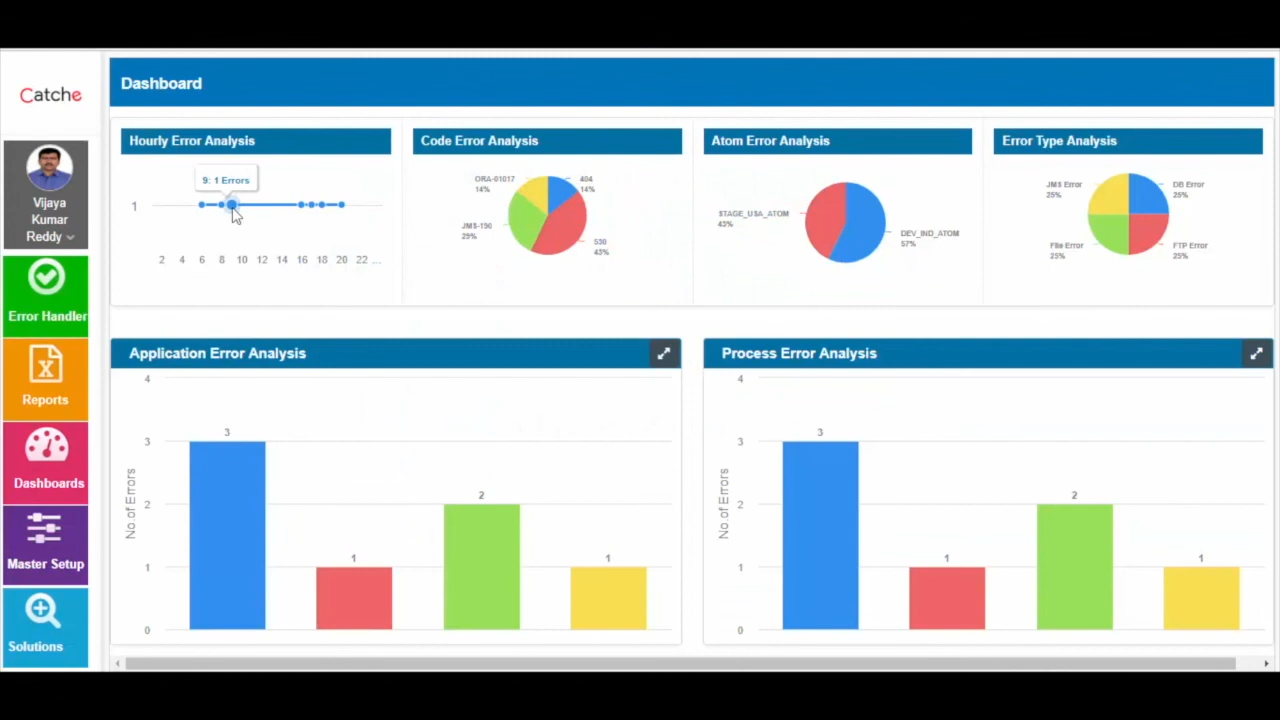 Catche
Vijaya
Kumar
Reddy
Error Handler
Reports
Dashboards
Master Setup
Solutions
Dashboard
Hourly Error Analysis
9: 1 Errors
1
2 4 6 8 10 12 14 16 18 20 22 ...
Code Error Analysis
ORA-01017
14%
404
14%
JMS-190
29%
530
43%
Atom Error Analysis
STAGE_USA_ATOM
43%
DEV_IND_ATOM
57%
Error Type Analysis
JMS Error
25%
DB Error
25%
File Error
25%
FTP Error
25%
Application Error Analysis
No.of Errors
4
3
2
1
0
3
1
2
1
Process Error Analysis
No.of Errors
4
3
2
1
0
3
1
2
1